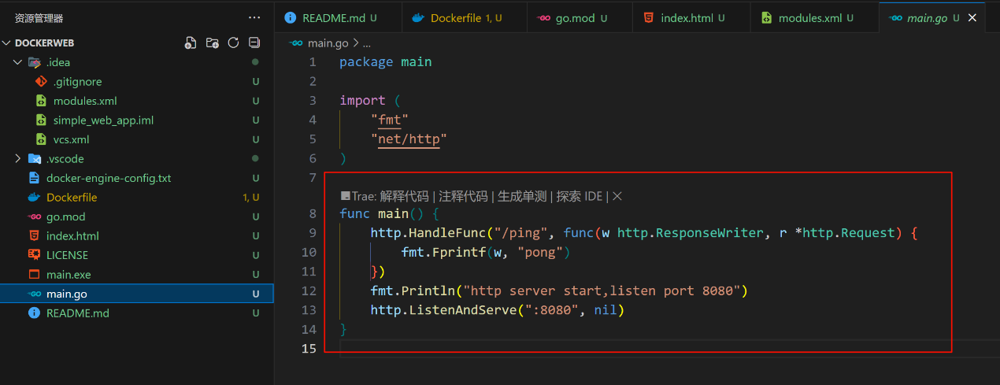 资源管理器 ···
DOCKERWEB
.idea
.gitignore U
modules.xml U
simple_web_app.iml U
vcs.xml U
.vscode
docker-engine-config.txt U
Dockerfile 1, U
go.mod U
index.html U
LICENSE U
main.exe U
main.go U
README.md U
README.md U Dockerfile 1, U go.mod U index.html U modules.xml U main.go U
main.go > ...
1 package main
2
3 import (
4 "fmt"
5 "net/http"
6 )
7
Trae: 解释代码 | 注释代码 | 生成单测 | 探索 IDE | ×
8 func main() {
9 http.HandleFunc("/ping", func(w http.ResponseWriter, r *http.Request) {
10 fmt.Fprintf(w, "pong")
11 })
12 fmt.Println("http server start,listen port 8080")
13 http.ListenAndServe(":8080", nil)
14 }
15